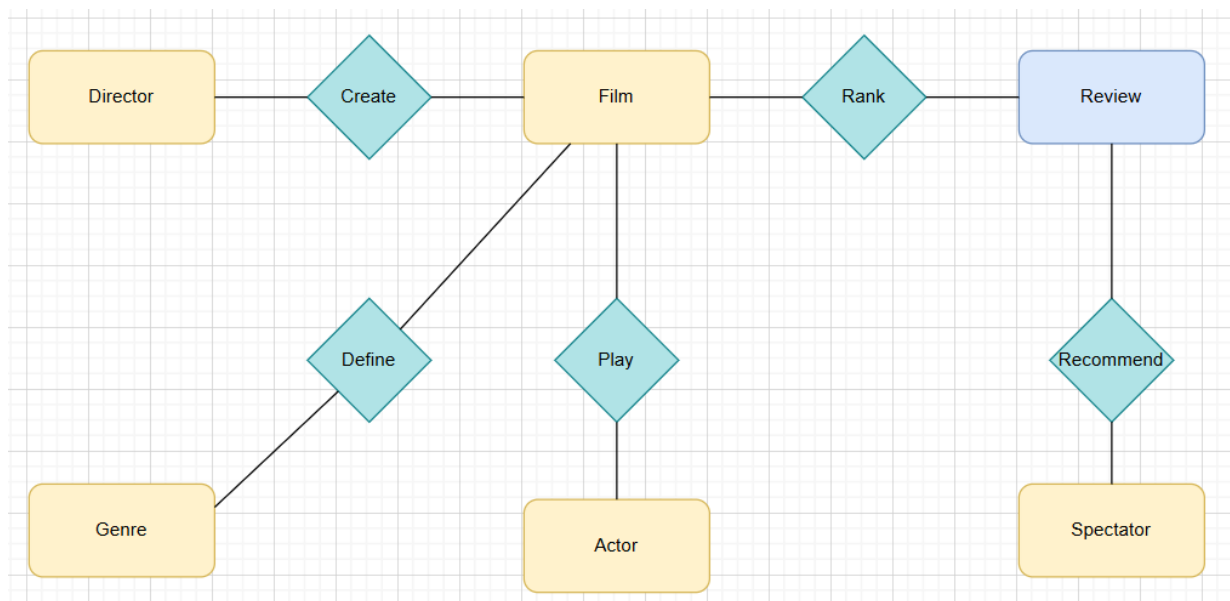 Director
Create
Film
Rank
Review
Define
Play
Recommend
Genre
Actor
Spectator